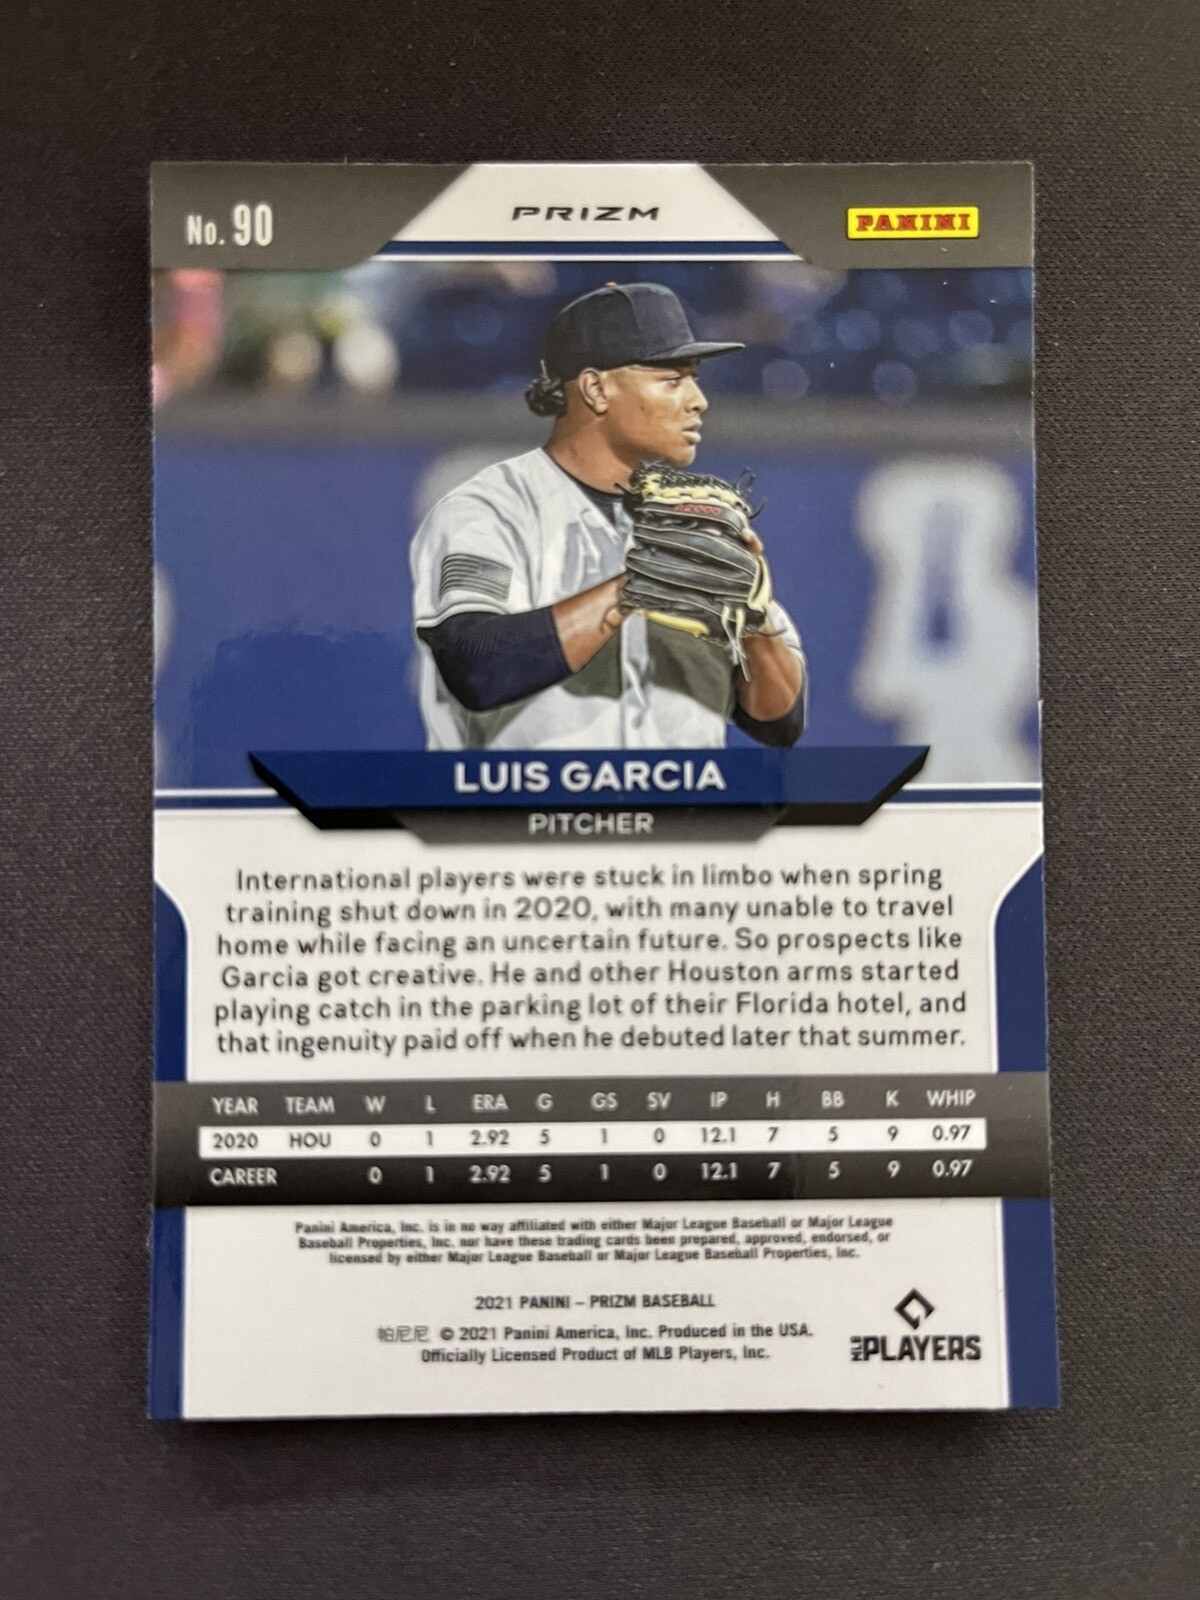 No. 90
PRIZM
PANINI
A2000
LUIS GARCIA
PITCHER
International players were stuck in limbo when spring
training shut down in 2020, with many unable to travel
home while facing an uncertain future. So prospects like
Garcia got creative. He and other Houston arms started
playing catch in the parking lot of their Florida hotel, and
that ingenuity paid off when he debuted later that summer.
YEAR TEAM W L ERA G GS SV IP H BB K WHIP
2020 HOU 0 1 2.92 5 1 0 12.1 7 5 9 0.97
CAREER 0 1 2.92 5 1 0 12.1 7 5 9 0.97
Panini America, Inc. is in no way affiliated with either Major League Baseball or Major League
Baseball Properties, Inc. nor have these trading cards been prepared, approved, endorsed, or
licensed by either Major League Baseball or Major League Baseball Properties, Inc.
2021 PANINI – PRIZM BASEBALL
帕尼尼 © 2021 Panini America, Inc. Produced in the USA.
Officially Licensed Product of MLB Players, Inc.
MLB PLAYERS